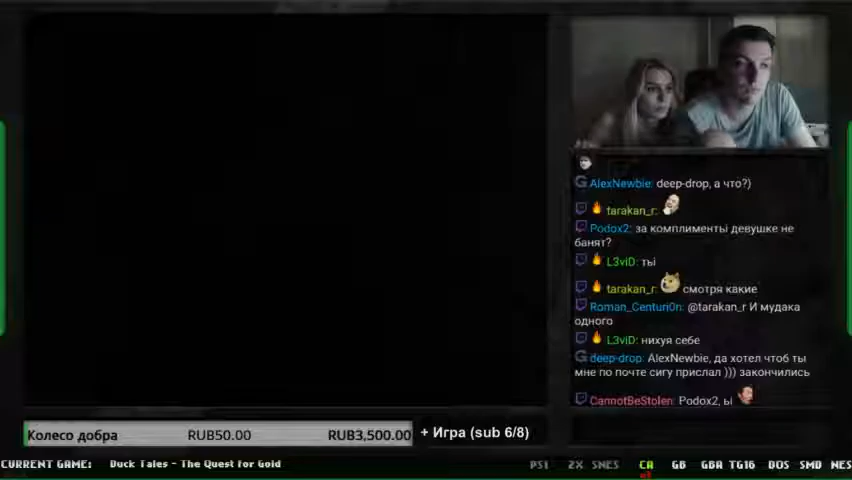 AlexNewbie: deep-drop, а что?)
tarakan_r:
Podox2: за комплименты девушке не
банят?
L3viD: ты
tarakan_r: смотря какие
Roman_Centuri0n: @tarakan_r И мудака
одного
L3viD: нихуя себе
deep-drop: AlexNewbie, да хотел чтоб ты
мне по почте сигу прислал ))) закончились
CannotBeStolen: Podox2, ы
Колесо добра RUB50.00 RUB3,500.00 + Игра (sub 6/8)
CURRENT GAME: Duck Tales - The Quest for Gold PS1 2X SNES CA GB GBA TG16 DOS SMD NES